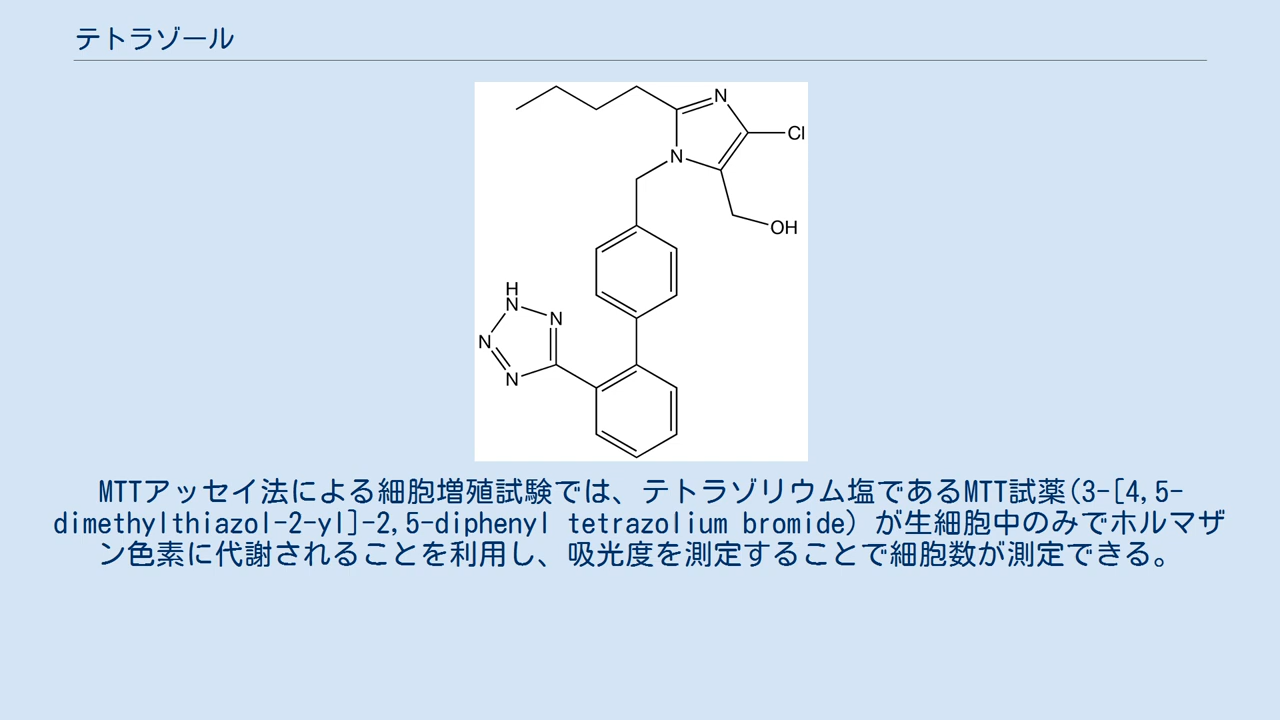 テトラゾール
N
Cl
N
OH
H
N
N
N
N
MTTアッセイ法による細胞増殖試験では、テトラゾリウム塩であるMTT試薬(3-[4,5-
dimethylthiazol-2-yl]-2,5-diphenyl tetrazolium bromide) が生細胞中のみでホルマザ
ン色素に代謝されることを利用し、吸光度を測定することで細胞数が測定できる。